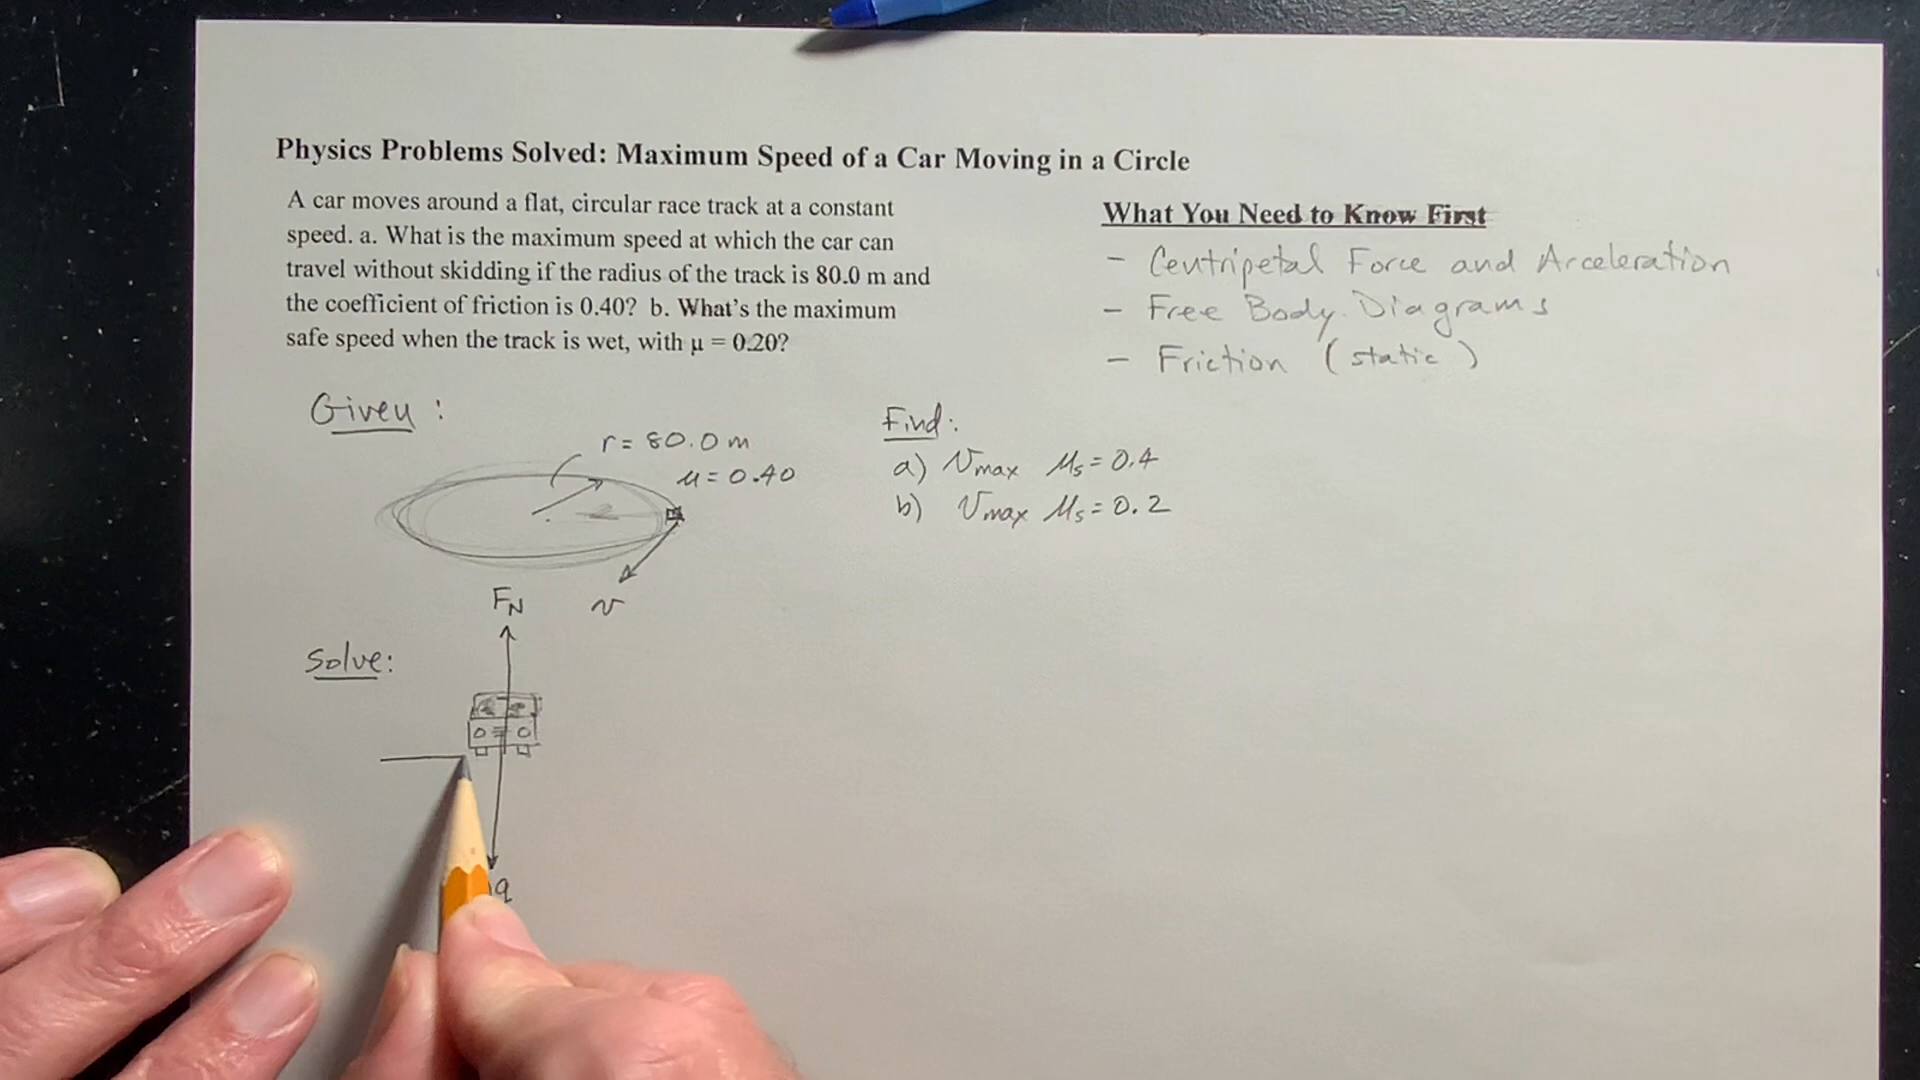 Physics Problems Solved: Maximum Speed of a Car Moving in a Circle
A car moves around a flat, circular race track at a constant
speed. a. What is the maximum speed at which the car can
travel without skidding if the radius of the track is 80.0 m and
the coefficient of friction is 0.40? b. What's the maximum
safe speed when the track is wet, with μ = 0.20?
What You Need to Know First
- Centripetal Force and Acceleration
- Free Body Diagrams
- Friction (static)
Given:
r = 80.0 m
μ = 0.40
v
Find:
a) vmax μs = 0.4
b) vmax μs = 0.2
Solve:
FN
g